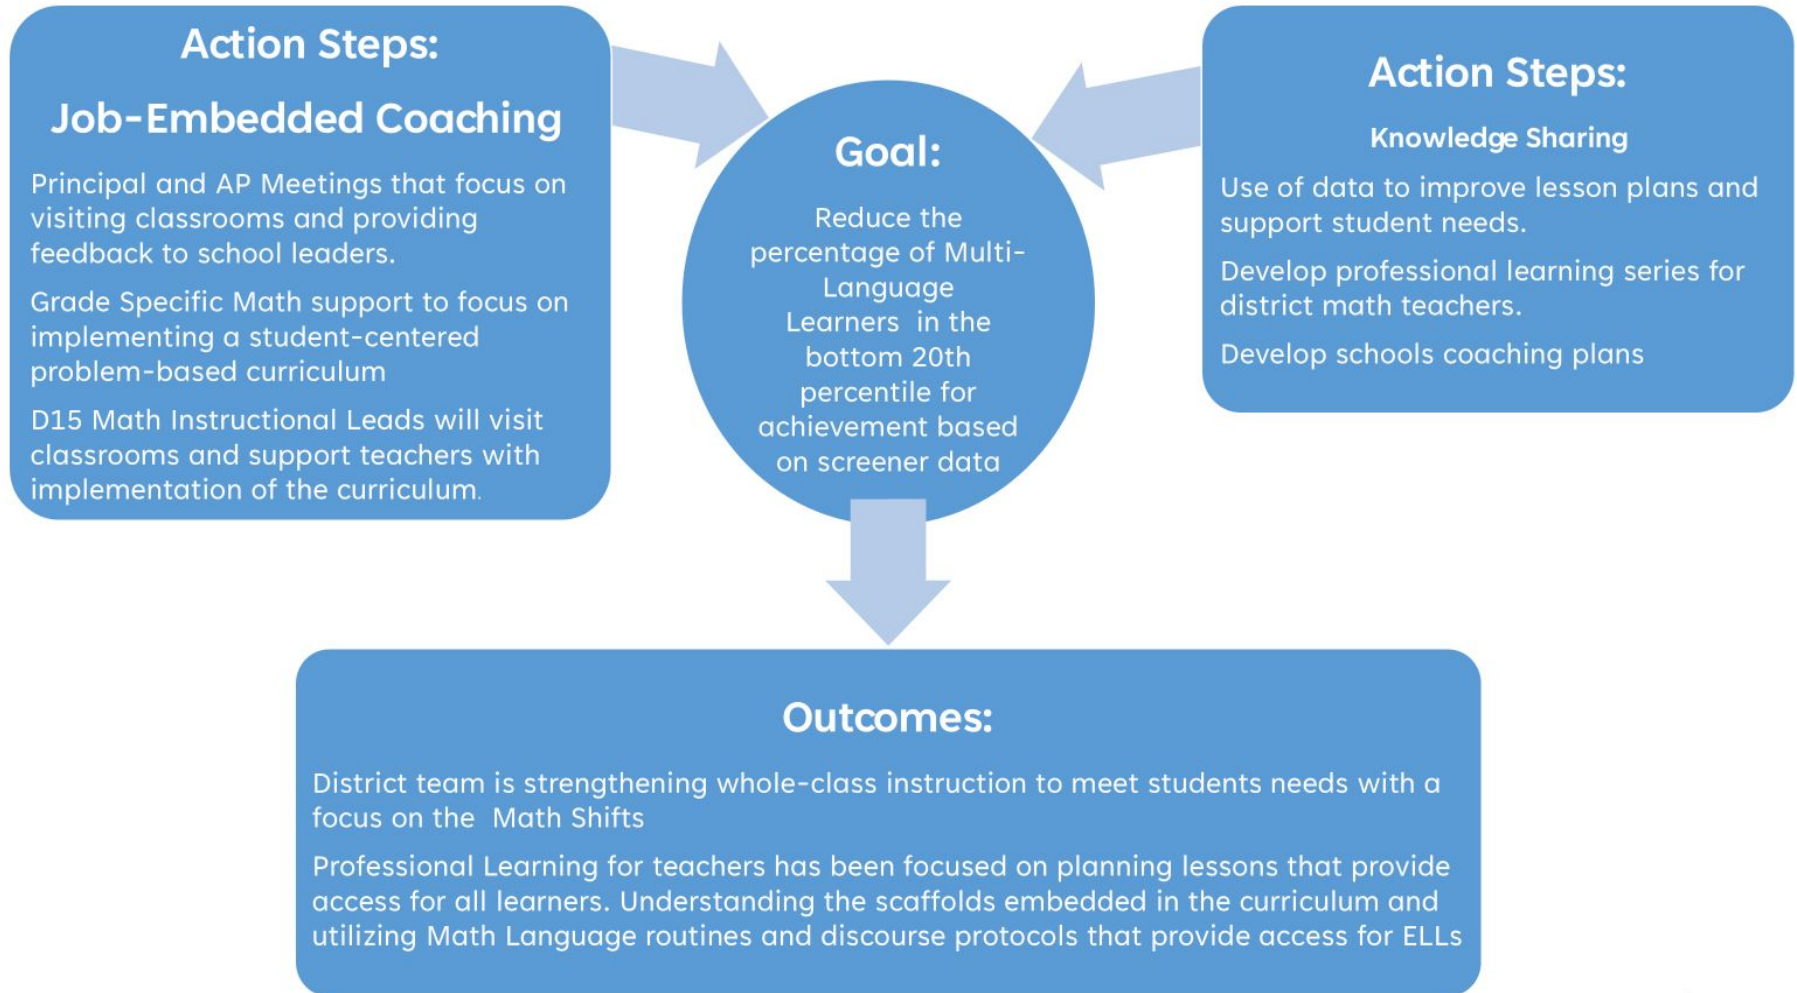 Action Steps:
Job-Embedded Coaching
Principal and AP Meetings that focus on
visiting classrooms and providing
feedback to school leaders.
Grade Specific Math support to focus on
implementing a student-centered
problem-based curriculum
D15 Math Instructional Leads will visit
classrooms and support teachers with
implementation of the curriculum.
Goal:
Reduce the
percentage of Multi-
Language
Learners in the
bottom 20th
percentile for
achievement based
on screener data
Action Steps:
Knowledge Sharing
Use of data to improve lesson plans and
support student needs.
Develop professional learning series for
district math teachers.
Develop schools coaching plans
Outcomes:
District team is strengthening whole-class instruction to meet students needs with a
focus on the Math Shifts
Professional Learning for teachers has been focused on planning lessons that provide
access for all learners. Understanding the scaffolds embedded in the curriculum and
utilizing Math Language routines and discourse protocols that provide access for ELLs